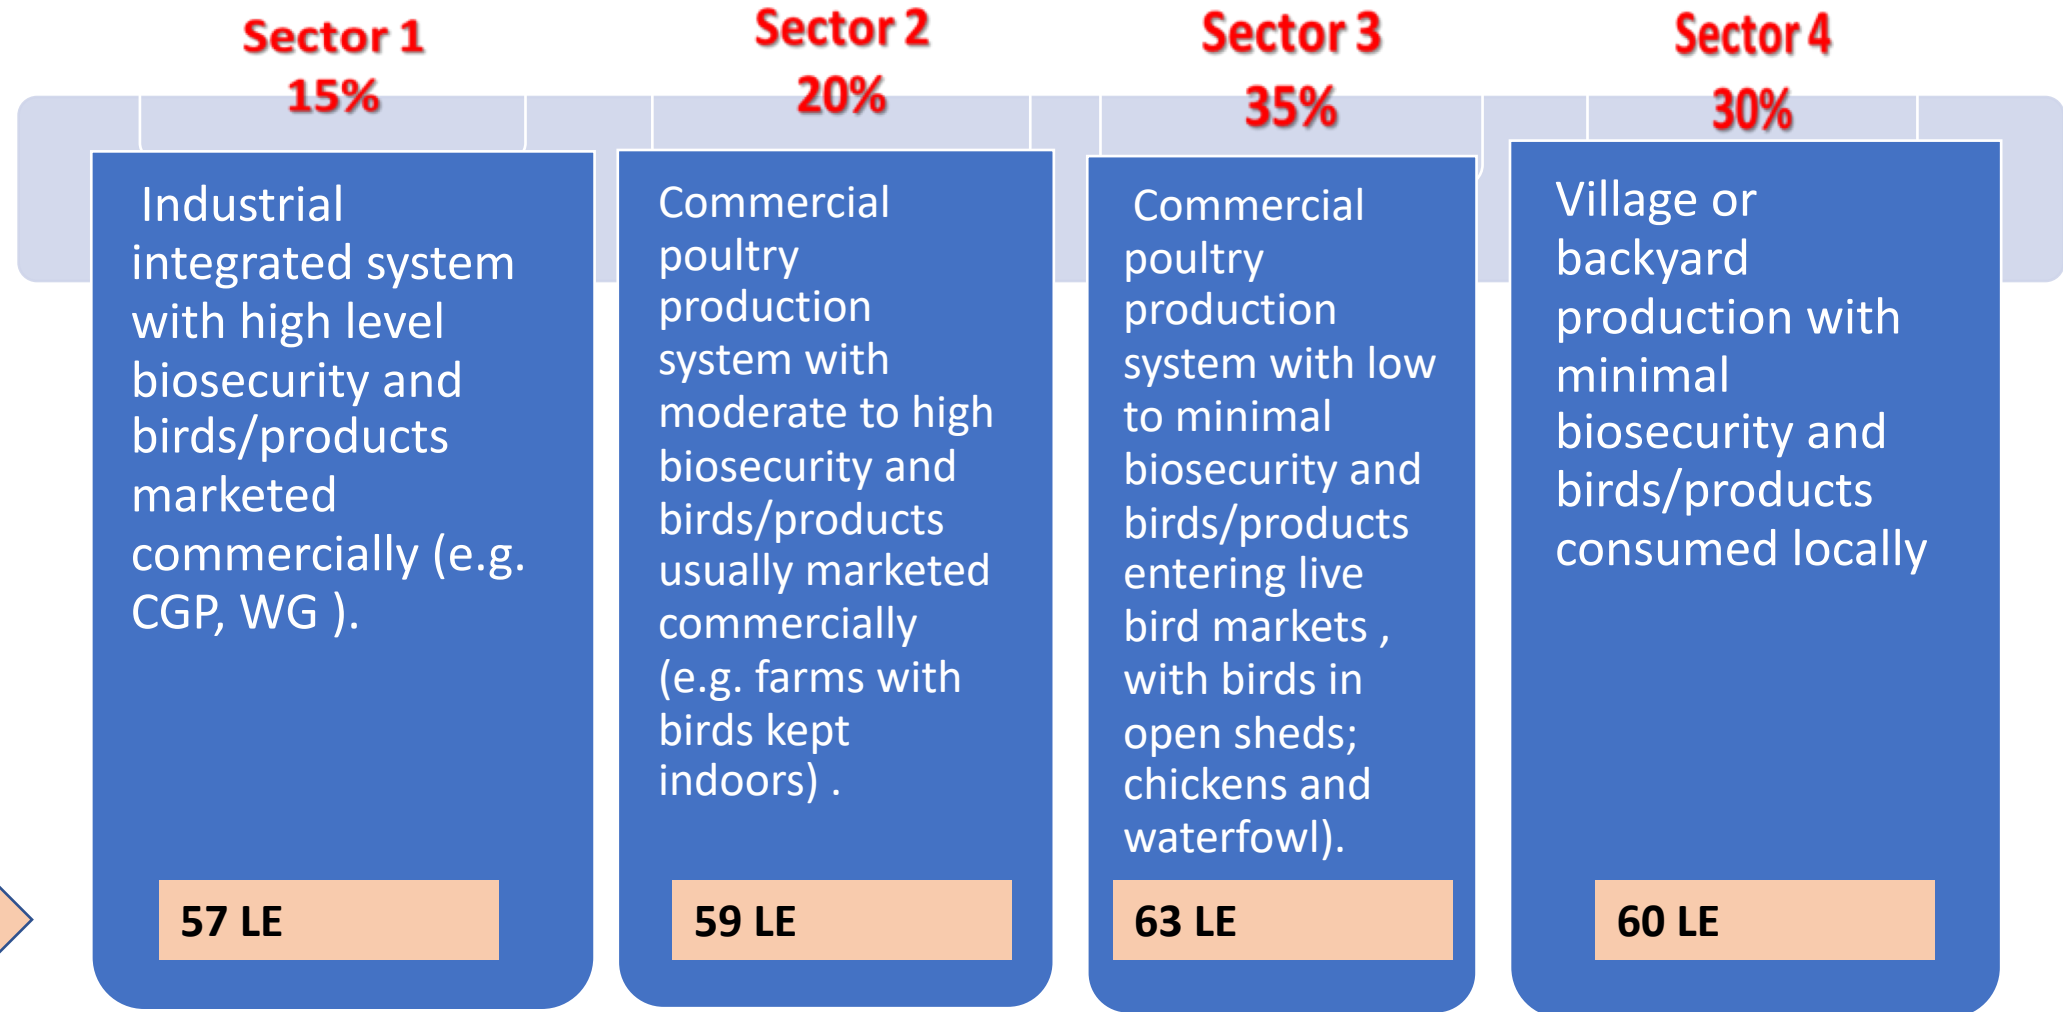 Sector 1
15%
Industrial
integrated system
with high level
biosecurity and
birds/products
marketed
commercially (e.g.
CGP, WG ).
57 LE
Sector 2
20%
Commercial
poultry
production
system with
moderate to high
biosecurity and
birds/products
usually marketed
commercially
(e.g. farms with
birds kept
indoors) .
59 LE
Sector 3
35%
Commercial
poultry
production
system with low
to minimal
biosecurity and
birds/products
entering live
bird markets ,
with birds in
open sheds;
chickens and
waterfowl).
63 LE
Sector 4
30%
Village or
backyard
production with
minimal
biosecurity and
birds/products
consumed locally
60 LE